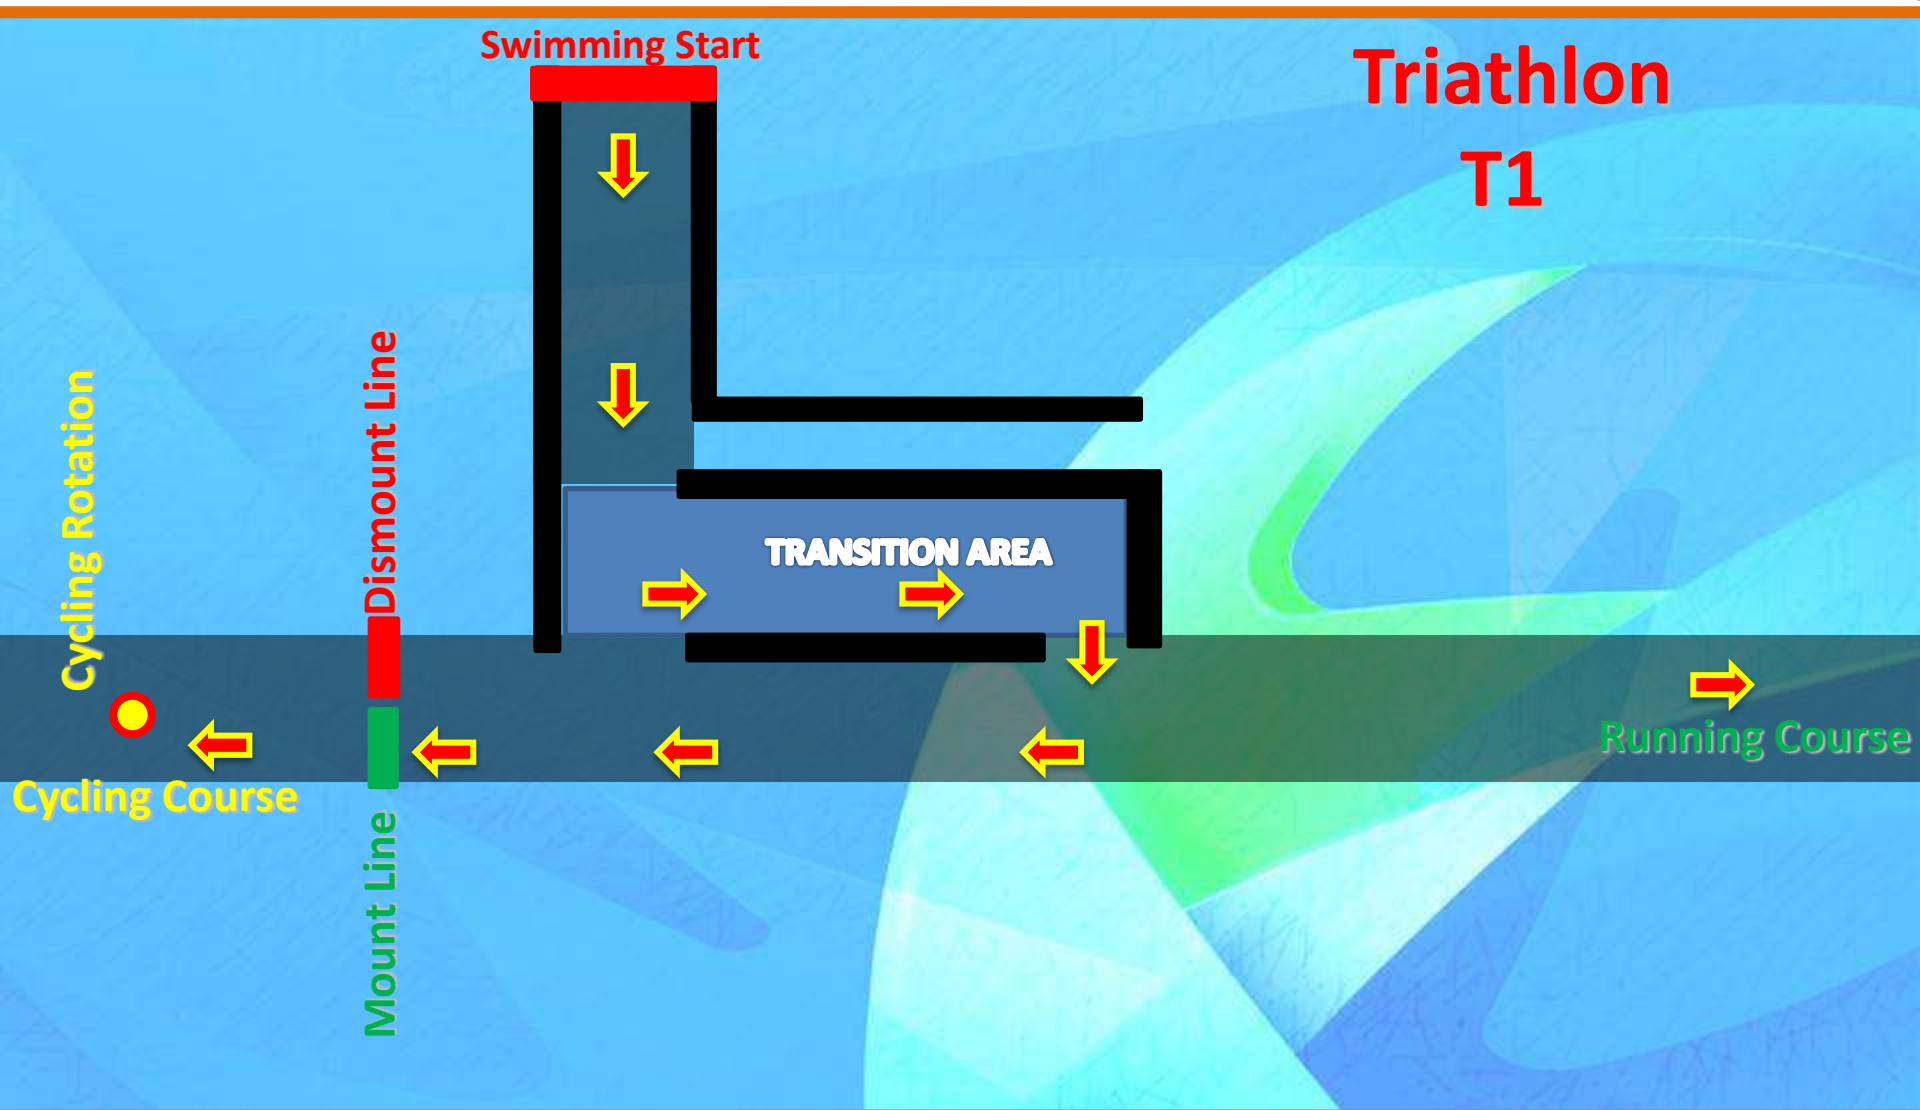 Swimming Start
Triathlon
T1
Dismount Line
Cycling Rotation
TRANSITION AREA
Running Course
Cycling Course
Mount Line